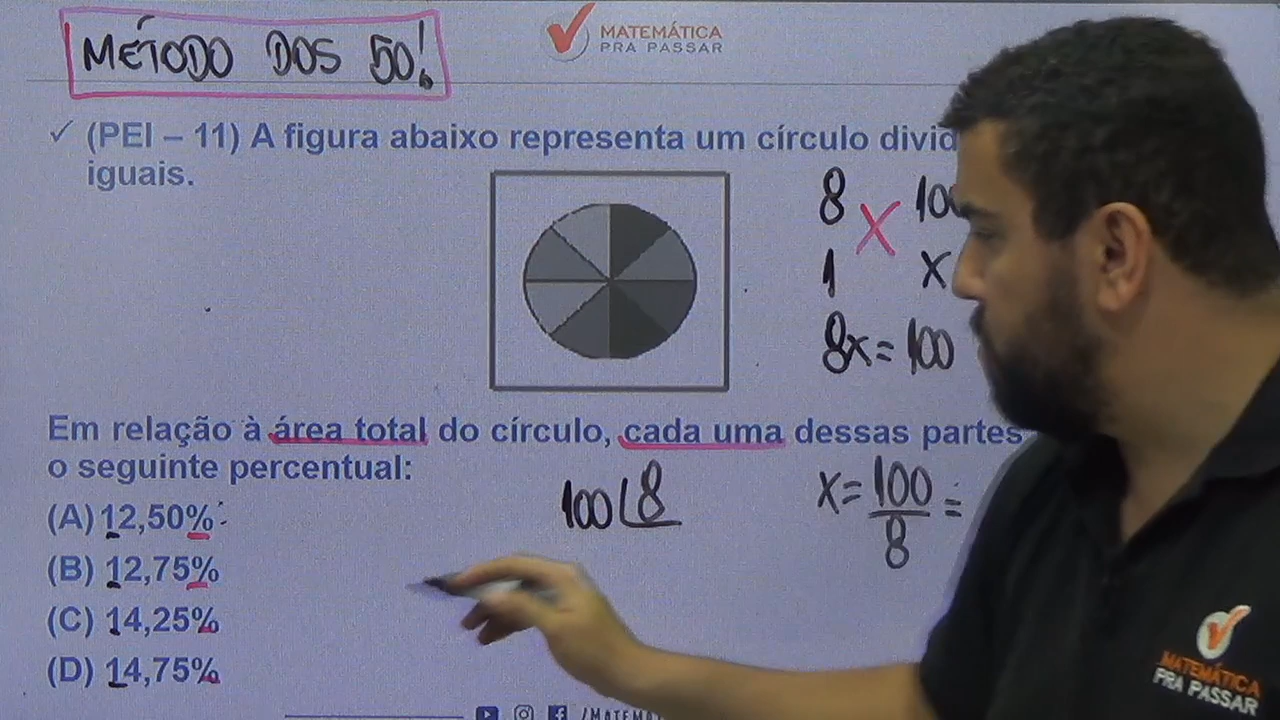 MÉTODO DOS 50!
MATEMÁTICA
PRA PASSAR
✓ (PEI – 11) A figura abaixo representa um círculo
iguais.
8 X 100
1 X
8x = 100
Em relação à área total do círculo, cada uma dessas partes
o seguinte percentual:
100 8
X = 100 =
8
(A) 12,50%
(B) 12,75%
(C) 14,25%
(D) 14,75%
MATEMÁTICA
PRA PASSAR